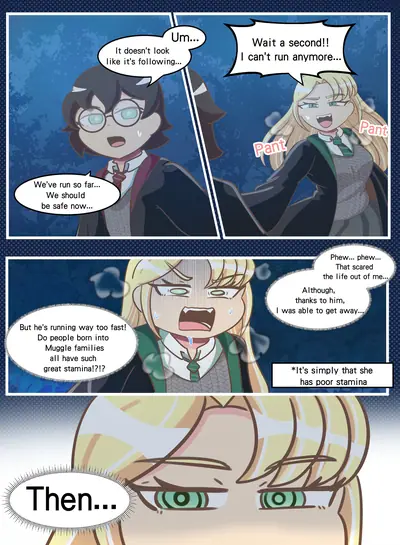 Um...
It doesn't look
like it's following...
We've run so far...
We should
be safe now...
Wait a second!!
I can't run anymore...
Pant
Pant
Phew... phew...
That scared
the life out of me...
Although,
thanks to him,
I was able to get away...
But he's running way too fast!
Do people born into
Muggle families
all have such
great stamina!?!?
*It's simply that she
has poor stamina
Then...